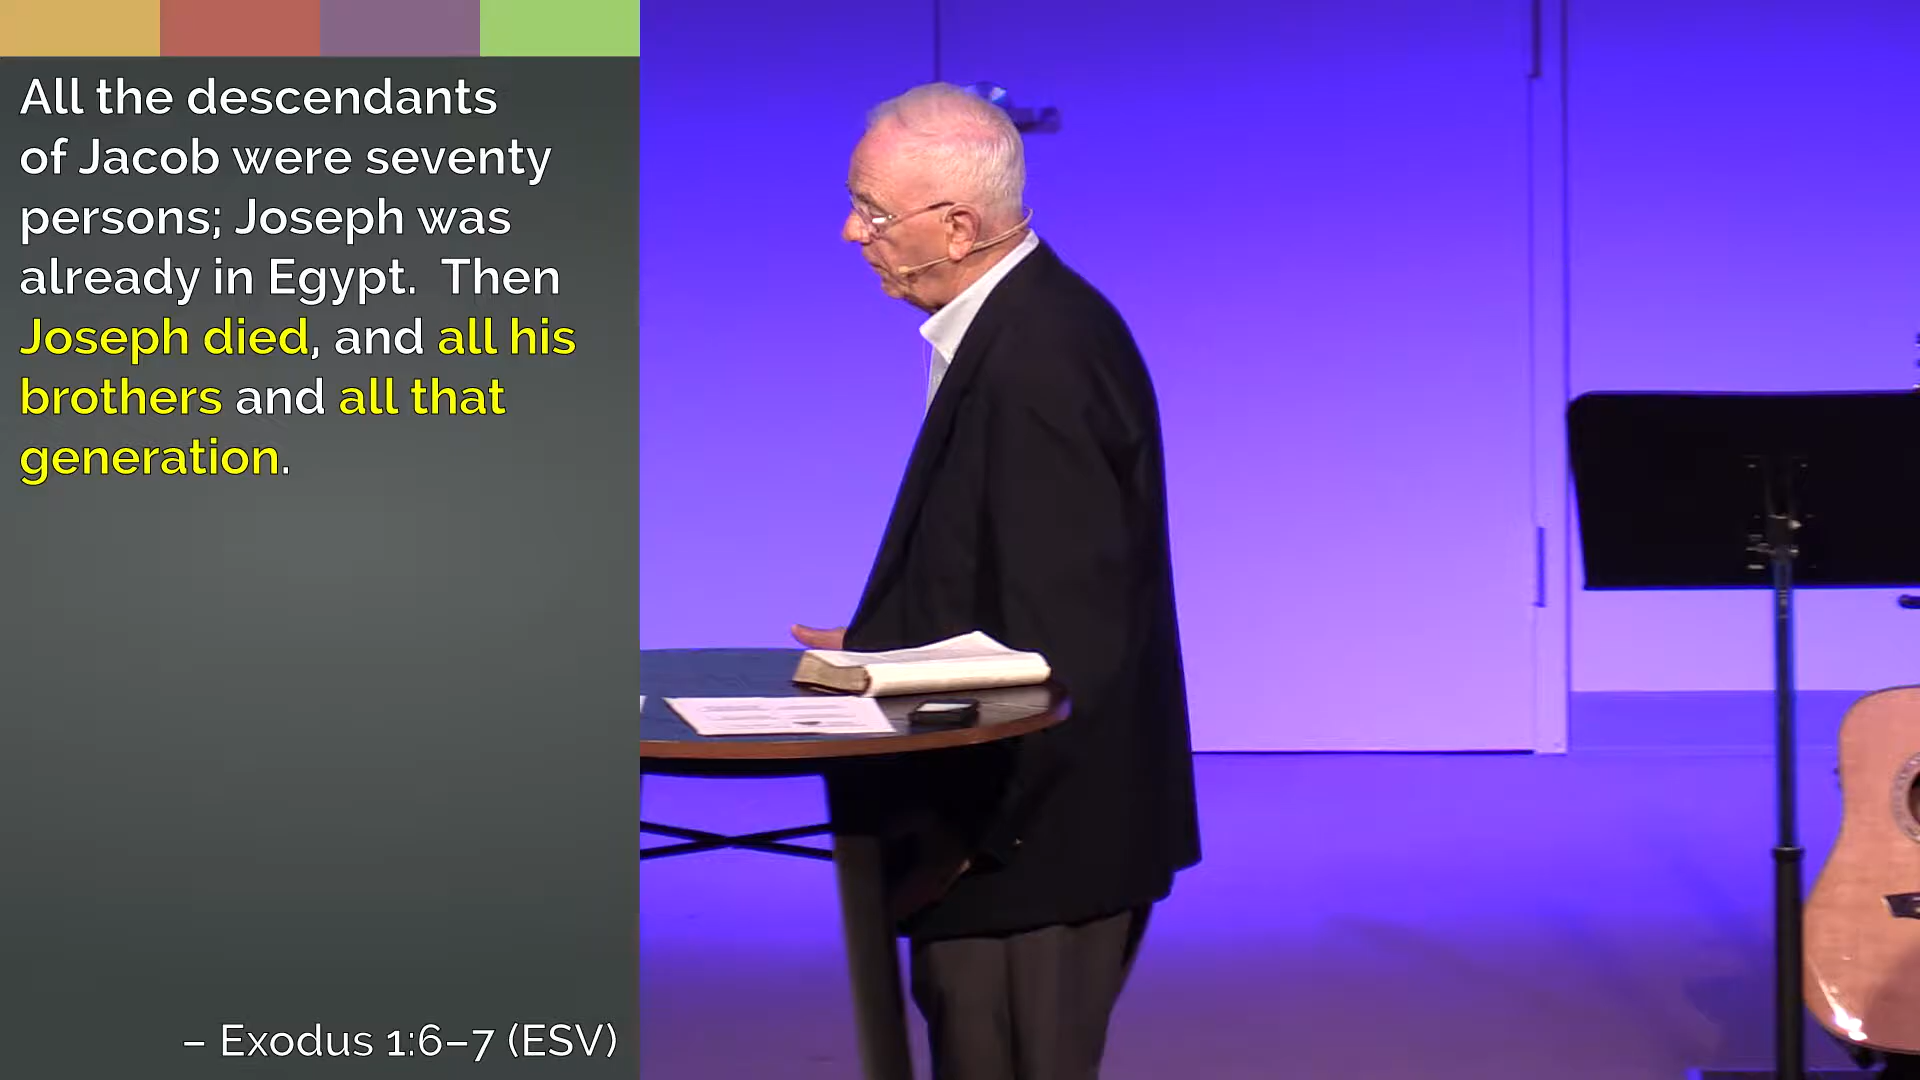 All the descendants
of Jacob were seventy
persons; Joseph was
already in Egypt.  Then
Joseph died, and all his
brothers and all that
generation.
– Exodus 1:6–7 (ESV)